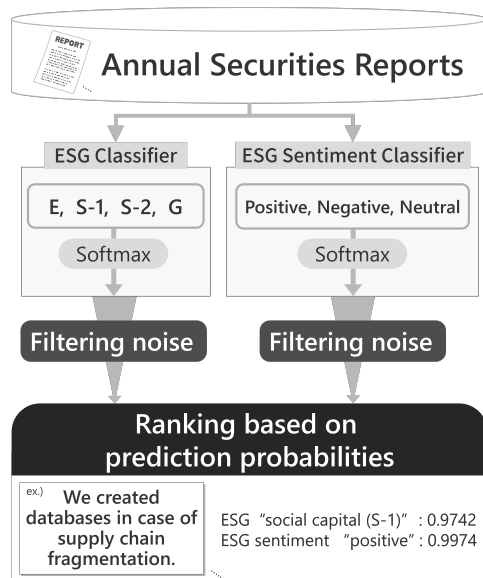 REPORT
Annual Securities Reports
ESG Classifier
ESG Sentiment Classifier
E, S-1, S-2, G
Positive, Negative, Neutral
Softmax
Softmax
Filtering noise
Filtering noise
Ranking based on
prediction probabilities
ex.)
We created
databases in case of
supply chain
fragmentation.
ESG “social capital (S-1)” : 0.9742
ESG sentiment “positive” : 0.9974